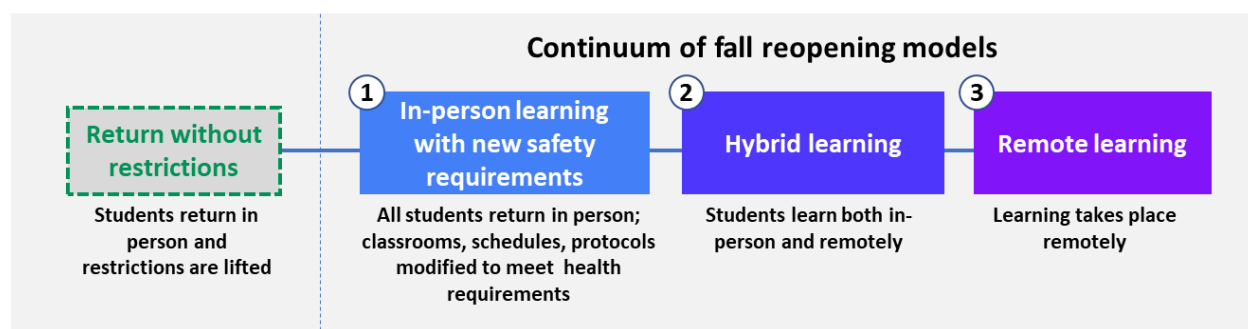 Continuum of fall reopening models
Return without
restrictions
Students return in
person and
restrictions are lifted
1
In-person learning
with new safety
requirements
All students return in person;
classrooms, schedules, protocols
modified to meet health
requirements
2
Hybrid learning
Students learn both in-
person and remotely
3
Remote learning
Learning takes place
remotely